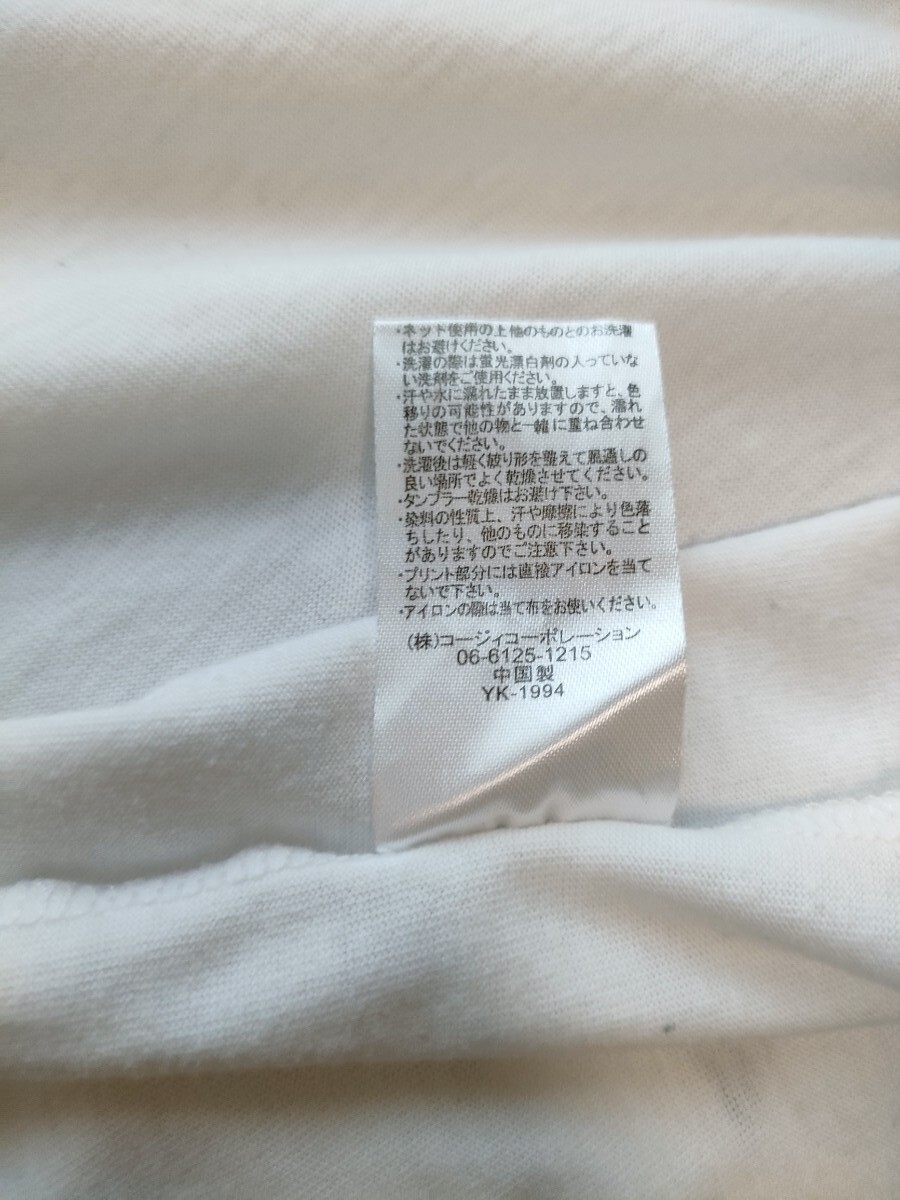 ・ネット使用の上他のものとのお洗濯
はお避けください。
・洗濯の際は蛍光漂白剤の入っていな
い洗剤をご使用ください。
・汗や水に濡れたまま放置しますと、色
移りの可能性がありますので、濡れ
た状態で他の物と一緒に重ね合わせ
ないでください。
・洗濯後は軽く絞り形を整えて風通しの
良い場所でよく乾燥させてください。
・タンブラー乾燥はお避け下さい。
・染料の性質上、汗や摩擦により色落
ちしたり、他のものに移染すること
がありますのでご注意下さい。
・プリント部分には直接アイロンを当て
ないで下さい。
・アイロンの際は当て布をお使いください。
(株)コージィコーポレーション
06-6125-1215
中国製
YK-1994